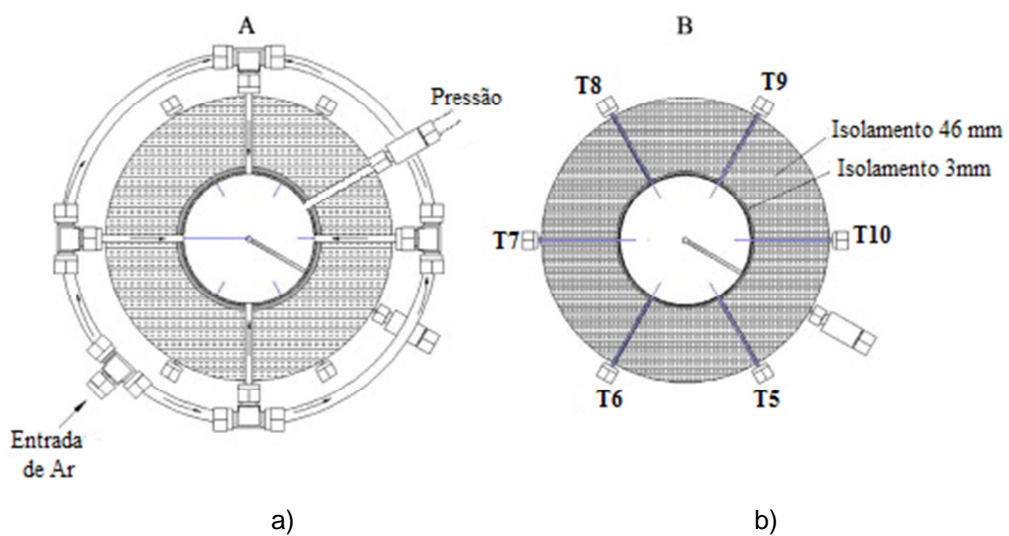 A
B
Pressão
T8
T9
Isolamento 46 mm
Isolamento 3mm
T7
T10
T6
T5
Entrada
de Ar
a)
b)